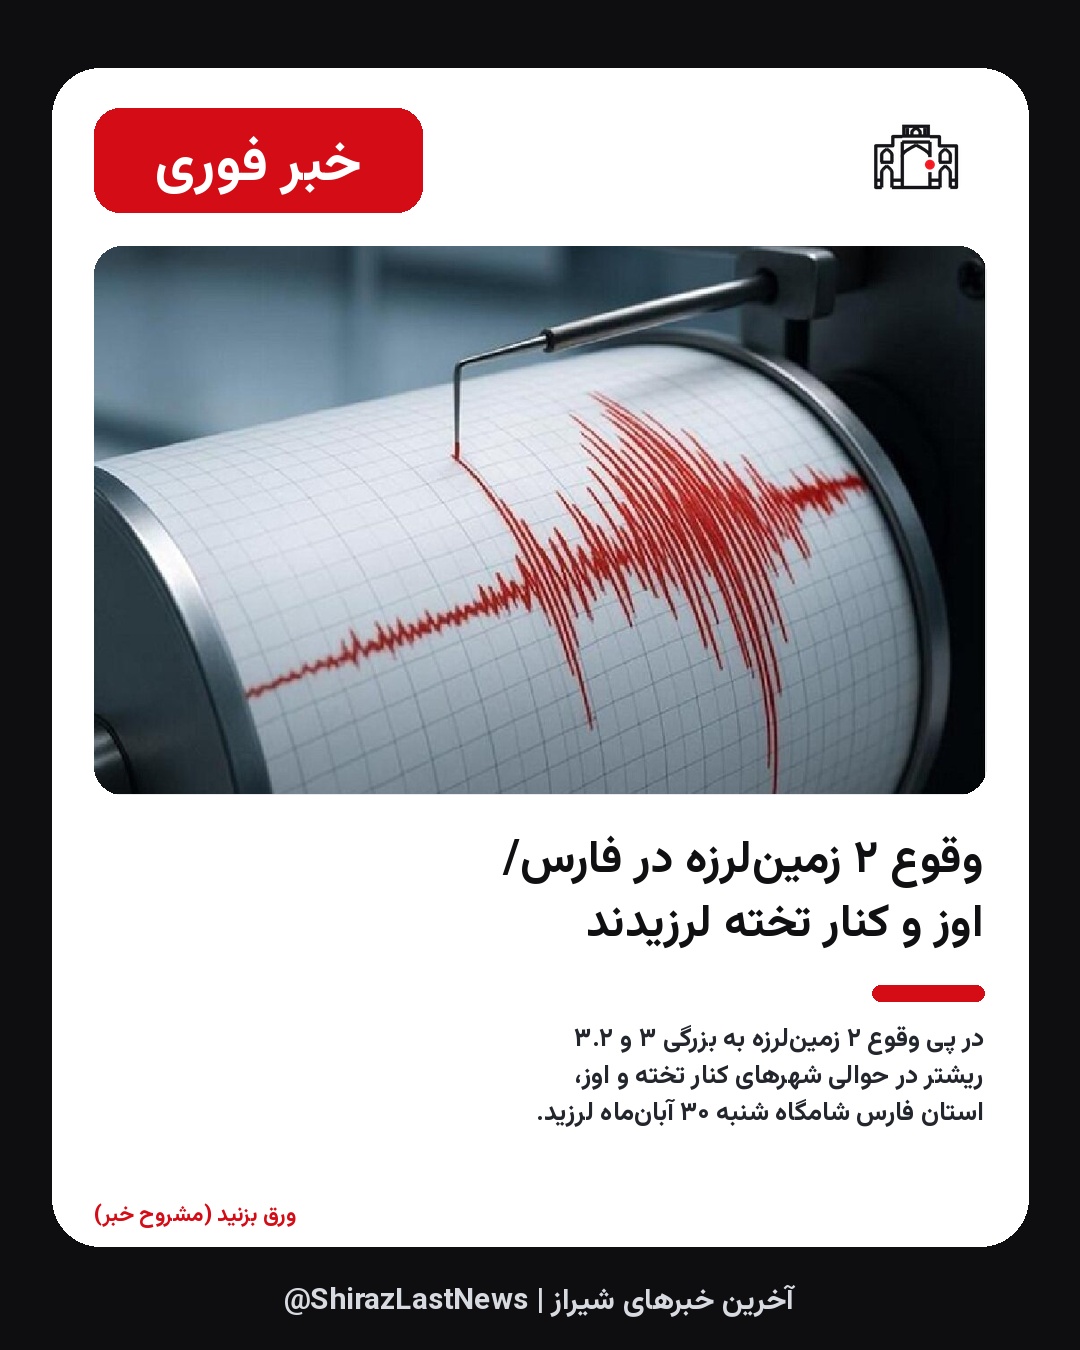 خبر فوری
وقوع ۲ زمین‌لرزه در فارس/
اوز و کنار تخته لرزیدند
در پی وقوع ۲ زمین‌لرزه به بزرگی ۳ و ۳.۲
ریشتر در حوالی شهرهای کنار تخته و اوز،
استان فارس شامگاه شنبه ۳۰ آبان‌ماه لرزید.
ورق بزنید (مشروح خبر)
آخرین خبرهای شیراز | @ShirazLastNews